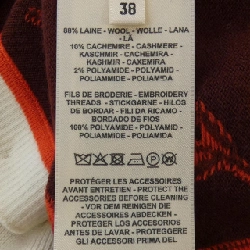 38
88% LAINE - WOOL - WOLLE - LANA -
LÃ
10% CACHEMIRE - CASHMERE -
KASCHMIR - CAXEMIRA
2% POLYAMIDE - POLYAMID -
POLIAMMIDE - POLIAMIDA
FILS DE BRODERIE - EMBROIDERY
THREADS - STICKGARNE - HILOS
DE BORDAR - FILI DA RICAMO -
BORDADO DE FIOS
100% POLYAMIDE - POLYAMID -
POLIAMMIDE - POLIAMIDA
PROTÉGER LES ACCESSOIRES
AVANT ENTRETIEN - PROTECT THE
ACCESSORIES BEFORE CLEANING
- VOR DEM REINIGEN DIE
ACCESSOIRES ABDECKEN -
PROTEGER LOS ACCESORIOS
ANTES DE LAVAR - PROTEGGERE
GLI ACCESSORI PRIMA DEL